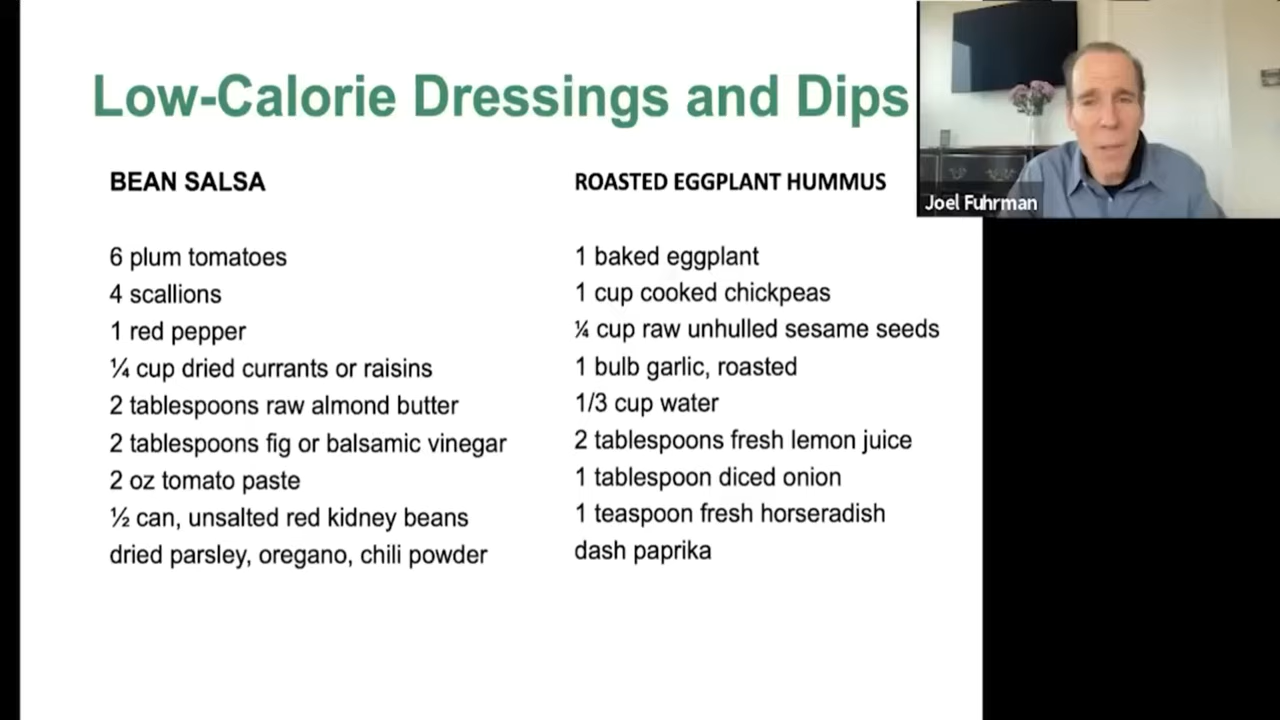 Low-Calorie Dressings and Dips
BEAN SALSA
6 plum tomatoes
4 scallions
1 red pepper
¼ cup dried currants or raisins
2 tablespoons raw almond butter
2 tablespoons fig or balsamic vinegar
2 oz tomato paste
½ can, unsalted red kidney beans
dried parsley, oregano, chili powder
ROASTED EGGPLANT HUMMUS
1 baked eggplant
1 cup cooked chickpeas
¼ cup raw unhulled sesame seeds
1 bulb garlic, roasted
1/3 cup water
2 tablespoons fresh lemon juice
1 tablespoon diced onion
1 teaspoon fresh horseradish
dash paprika
Joel Fuhrman